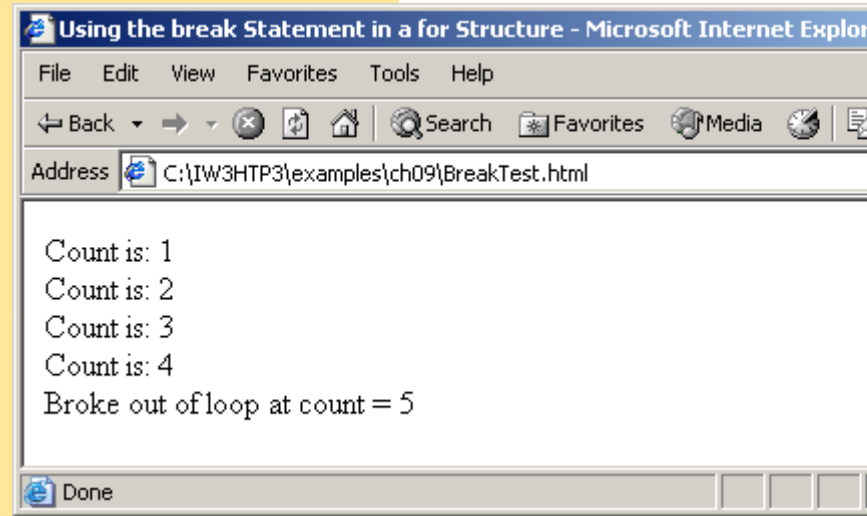 Using the break Statement in a for Structure - Microsoft Internet
File Edit View Favorites Tools Help
Back Search Favorites Media
Address C:\IW3HTP3\examples\ch09\BreakTest.html
Count is: 1
Count is: 2
Count is: 3
Count is: 4
Broke out of loop at count = 5
Done